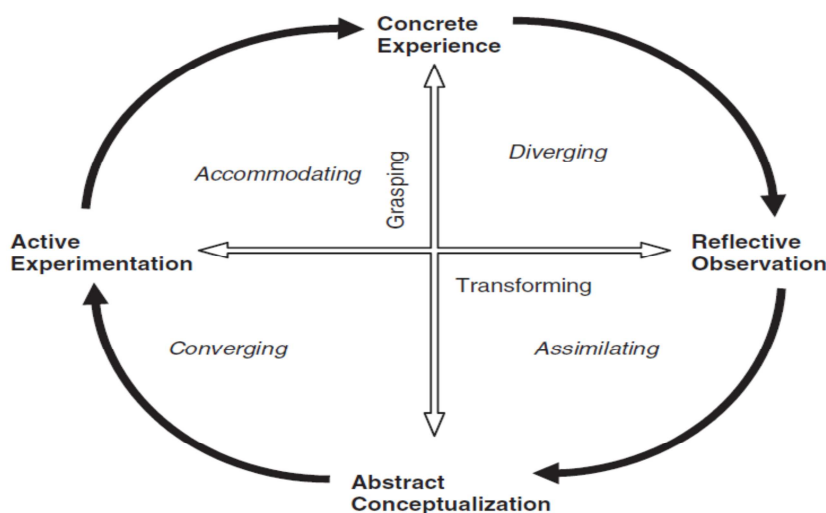 Concrete
Experience
Diverging
Accommodating
Grasping
Active
Experimentation
Reflective
Observation
Transforming
Converging
Assimilating
Abstract
Conceptualization